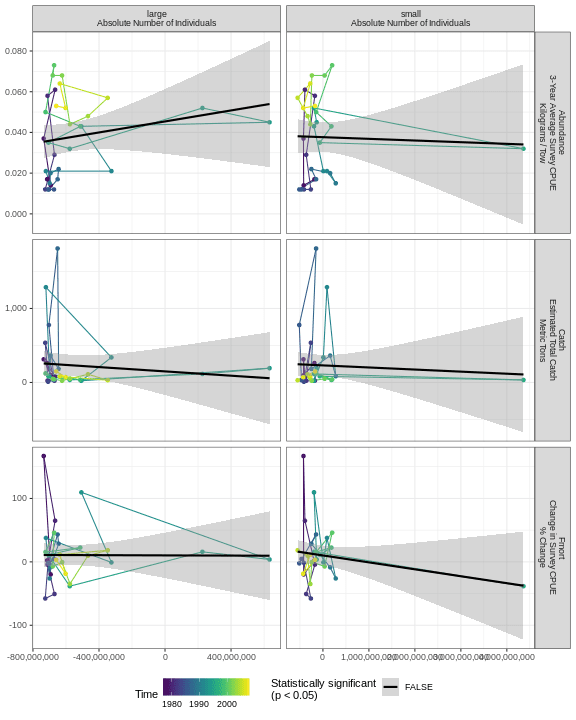 large
Absolute Number of Individuals
small
Absolute Number of Individuals
0.080
0.060
0.040
0.020
0.000
Abundance
3-Year Average Survey CPUE
Kilograms / Tow
1,000
0
Catch
Estimated Total Catch
Metric Tons
100
0
-100
Fmort
Change in Survey CPUE
% Change
-800,000,000
-400,000,000
0
400,000,000
0
1,000,000,000
2,000,000,000
3,000,000,000
4,000,000,000
Time
1980 1990 2000
Statistically significant
(p < 0.05)
FALSE